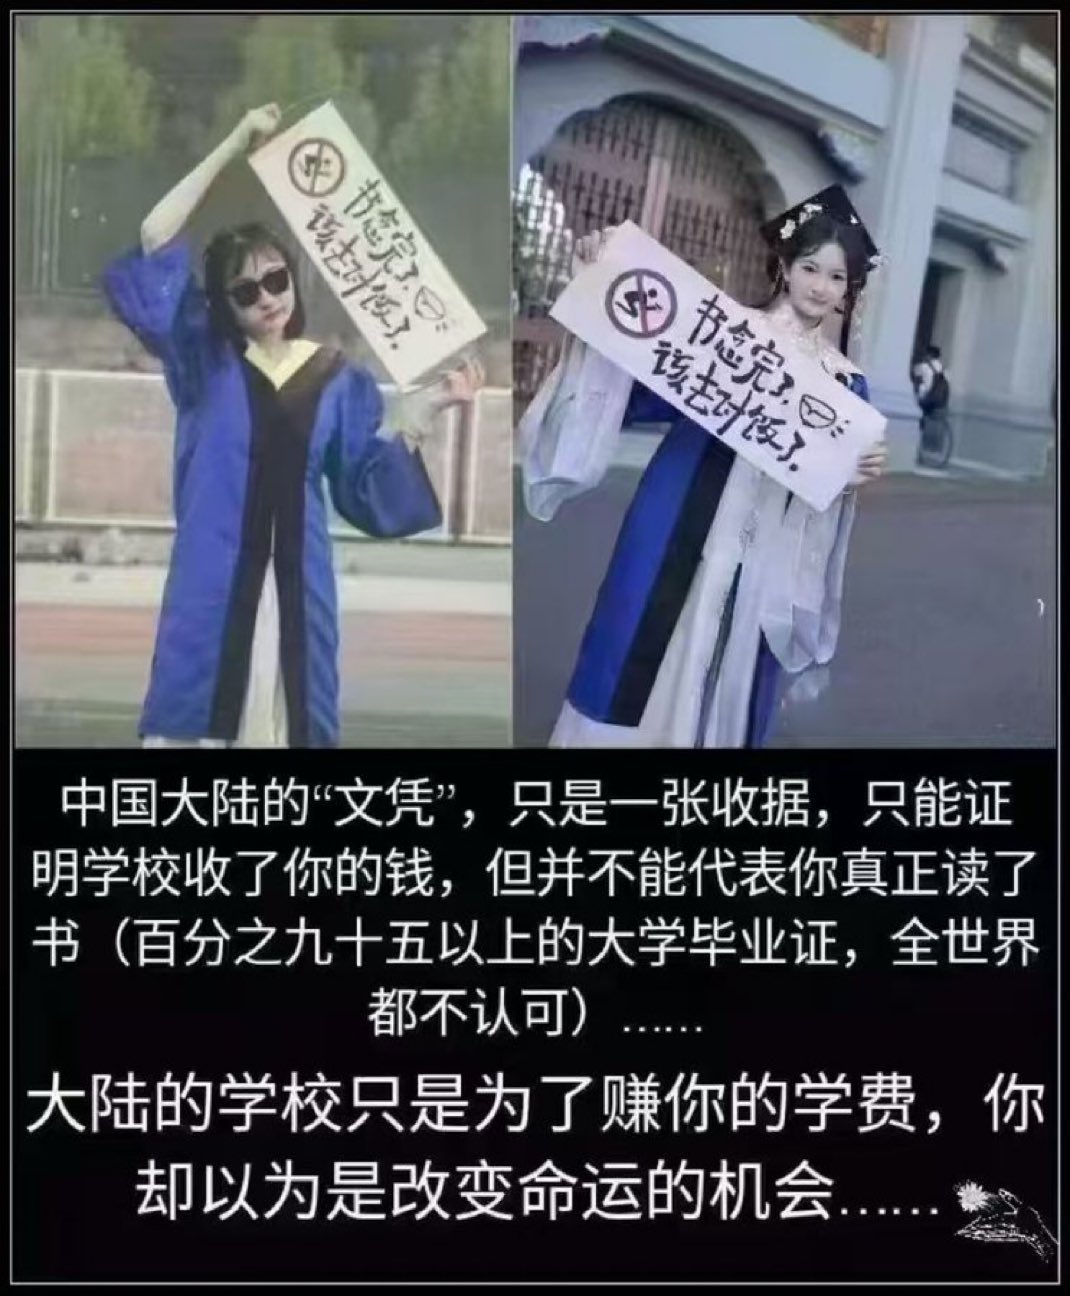 书念完了,
该去讨饭了.
书念完了,
该去讨饭了.
中国大陆的“文凭”，只是一张收据，只能证
明学校收了你的钱，但并不能代表你真正读了
书（百分之九十五以上的大学毕业证，全世界
都不认可）……
大陆的学校只是为了赚你的学费，你
却以为是改变命运的机会……